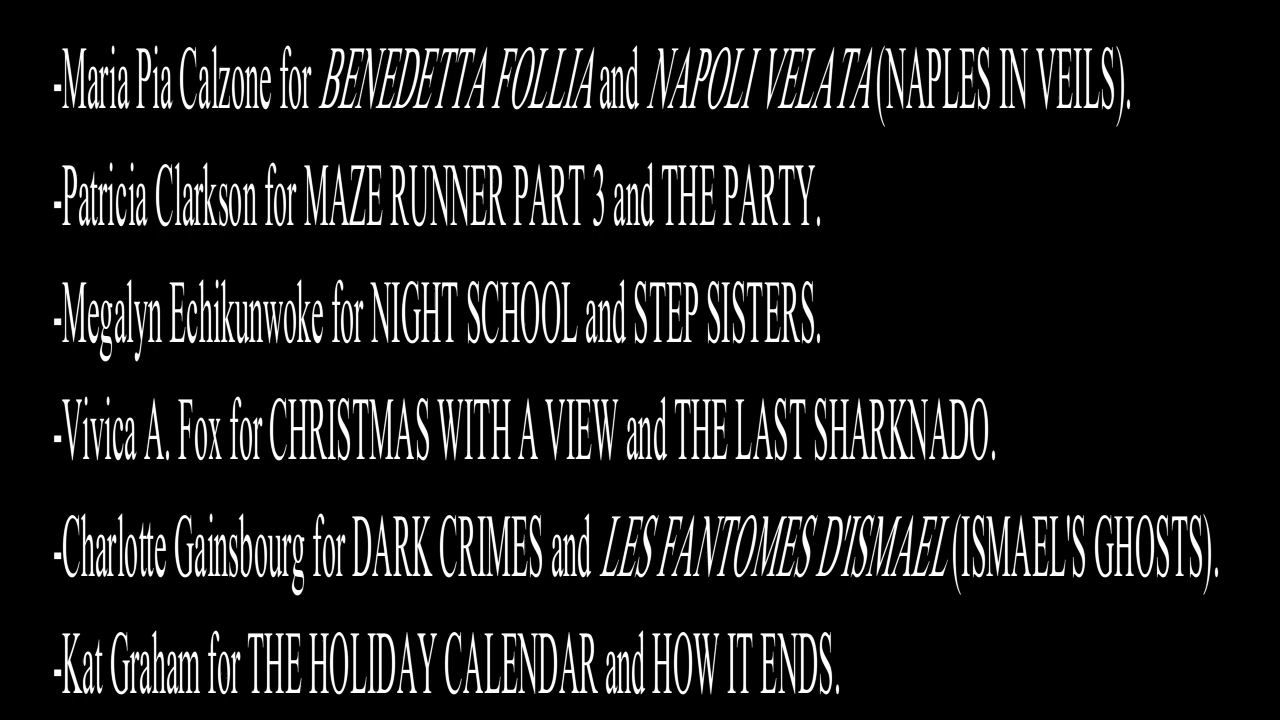 -Maria Pia Calzone for BENEDETTA FOLLIA and NAPOLI VELATA (NAPLES IN VEILS).
-Patricia Clarkson for MAZE RUNNER PART 3 and THE PARTY.
-Megalyn Echikunwoke for NIGHT SCHOOL and STEP SISTERS.
-Vivica A. Fox for CHRISTMAS WITH A VIEW and THE LAST SHARKNADO.
-Charlotte Gainsbourg for DARK CRIMES and LES FANTOMES D'ISMAEL (ISMAEL'S GHOSTS).
-Kat Graham for THE HOLIDAY CALENDAR and HOW IT ENDS.